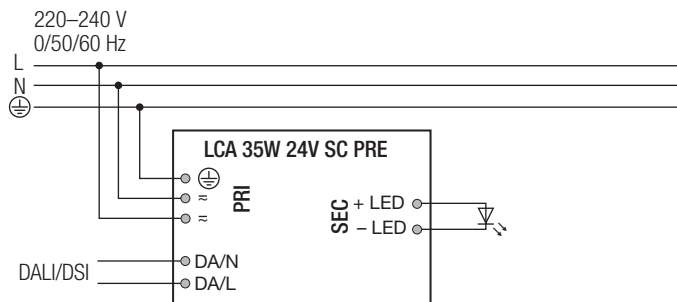 220–240 V
0/50/60 Hz
L
N
LCA 35W 24V SC PRE
PRI
≂
≂
SEC
+ LED
– LED
DALI/DSI
DA/N
DA/L